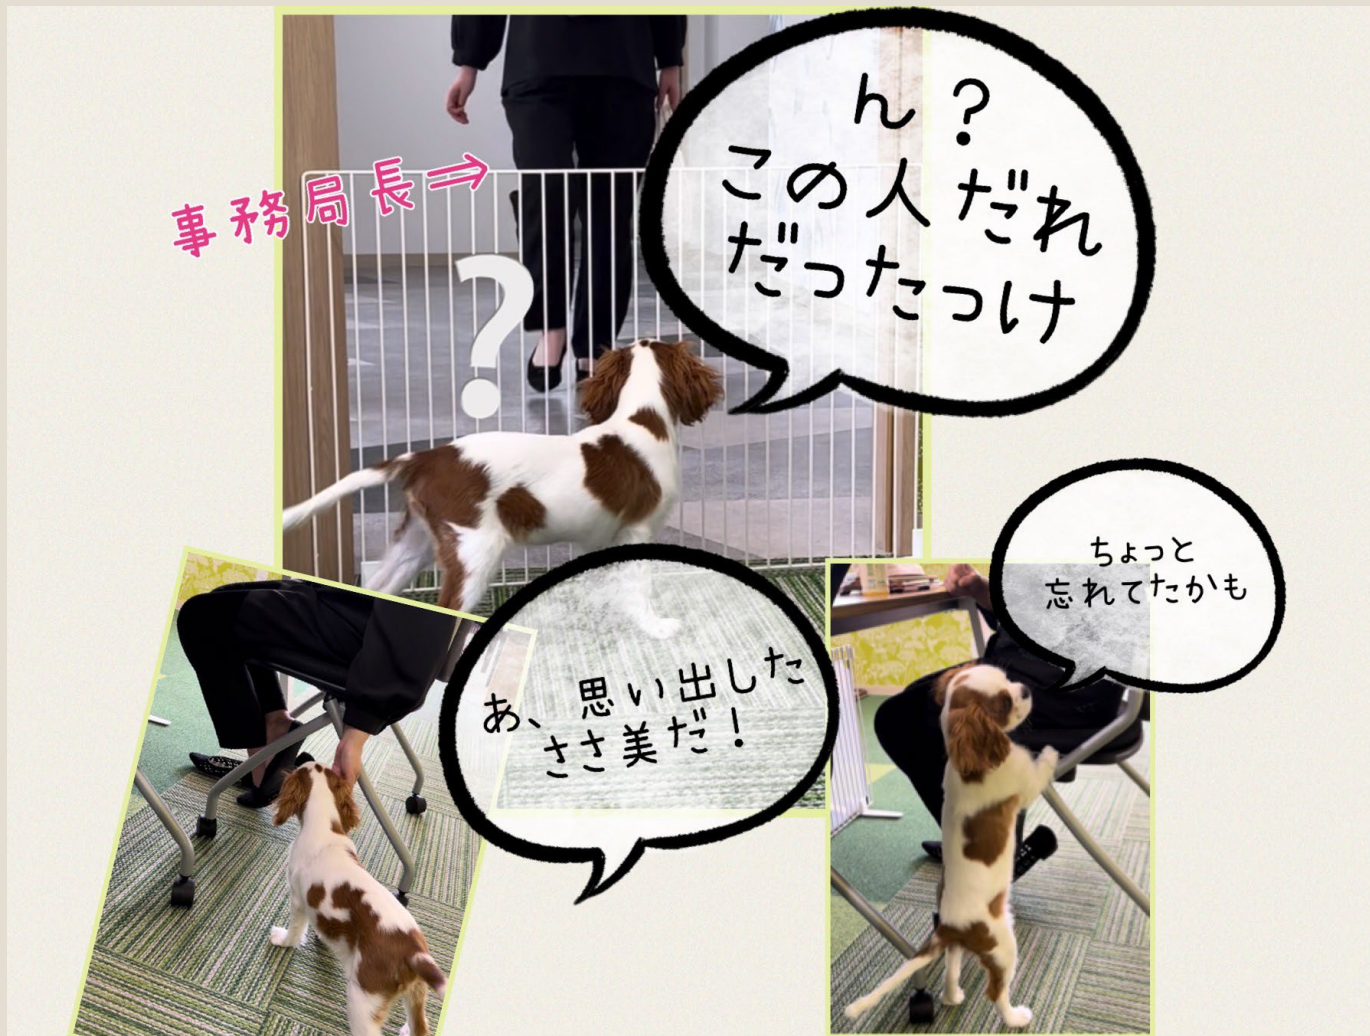 事務局長⇒
ん？
この人だれ
だったっけ
?
あ、思い出した
ささ美だ！
ちょっと
忘れてたかも